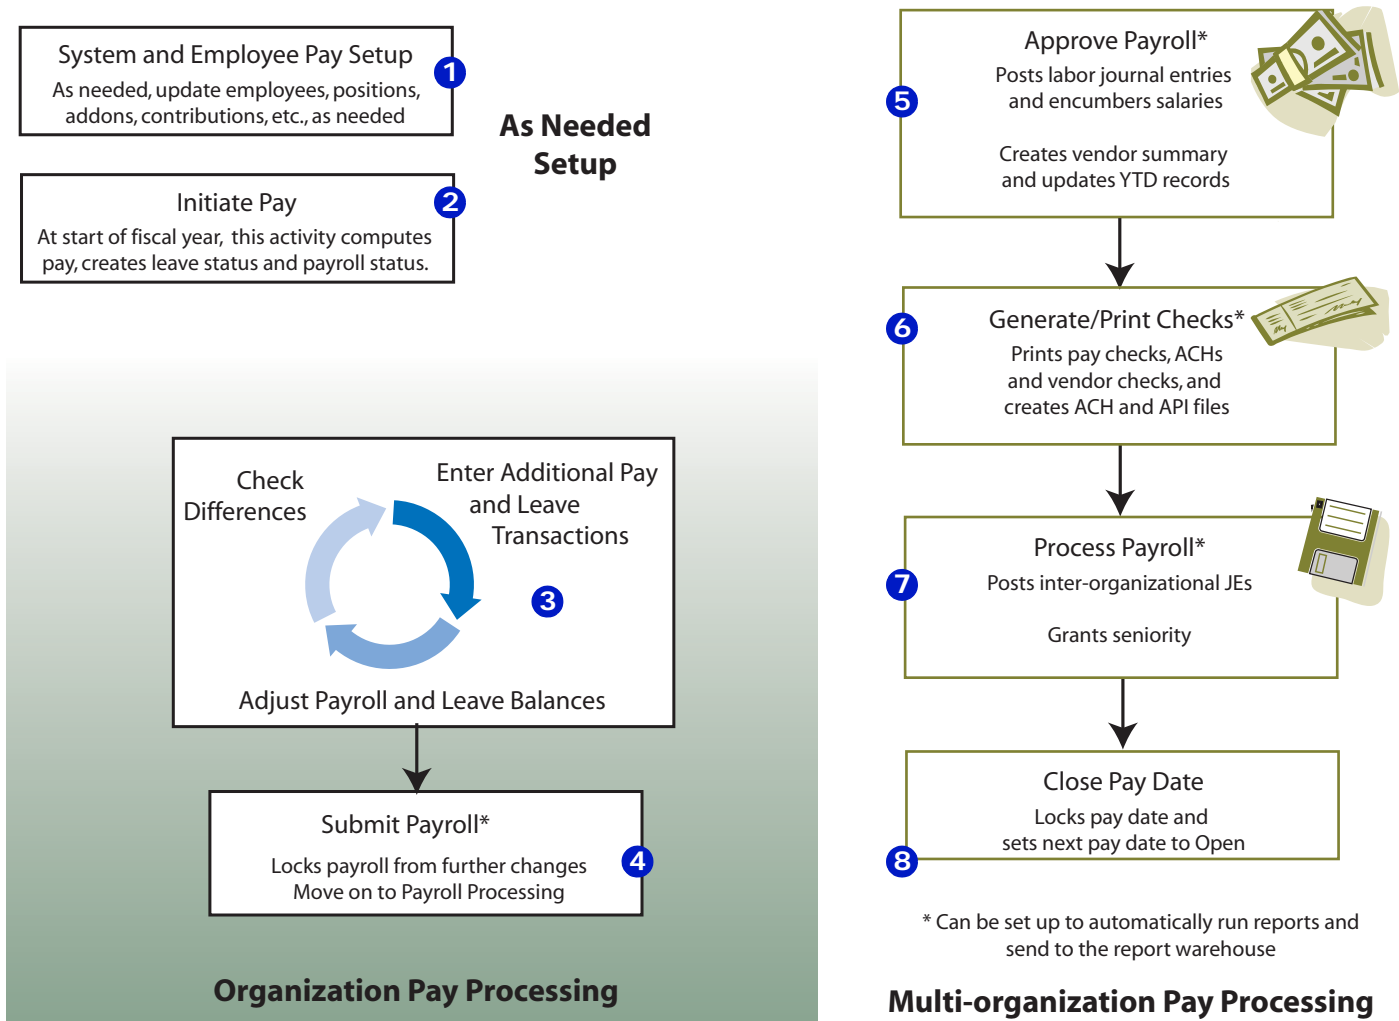 System and Employee Pay Setup
1
As needed, update employees, positions,
addons, contributions, etc., as needed
As Needed
Setup
Initiate Pay
2
At start of fiscal year, this activity computes
pay, creates leave status and payroll status.
Check
Differences
Enter Additional Pay
and Leave
Transactions
3
Adjust Payroll and Leave Balances
Submit Payroll*
4
Locks payroll from further changes
Move on to Payroll Processing
Organization Pay Processing
Approve Payroll*
5
Posts labor journal entries
and encumbers salaries
Creates vendor summary
and updates YTD records
6
Generate/Print Checks*
Prints pay checks, ACHs
and vendor checks, and
creates ACH and API files
Process Payroll*
7
Posts inter-organizational JEs
Grants seniority
Close Pay Date
Locks pay date and
sets next pay date to Open
8
* Can be set up to automatically run reports and
send to the report warehouse
Multi-organization Pay Processing